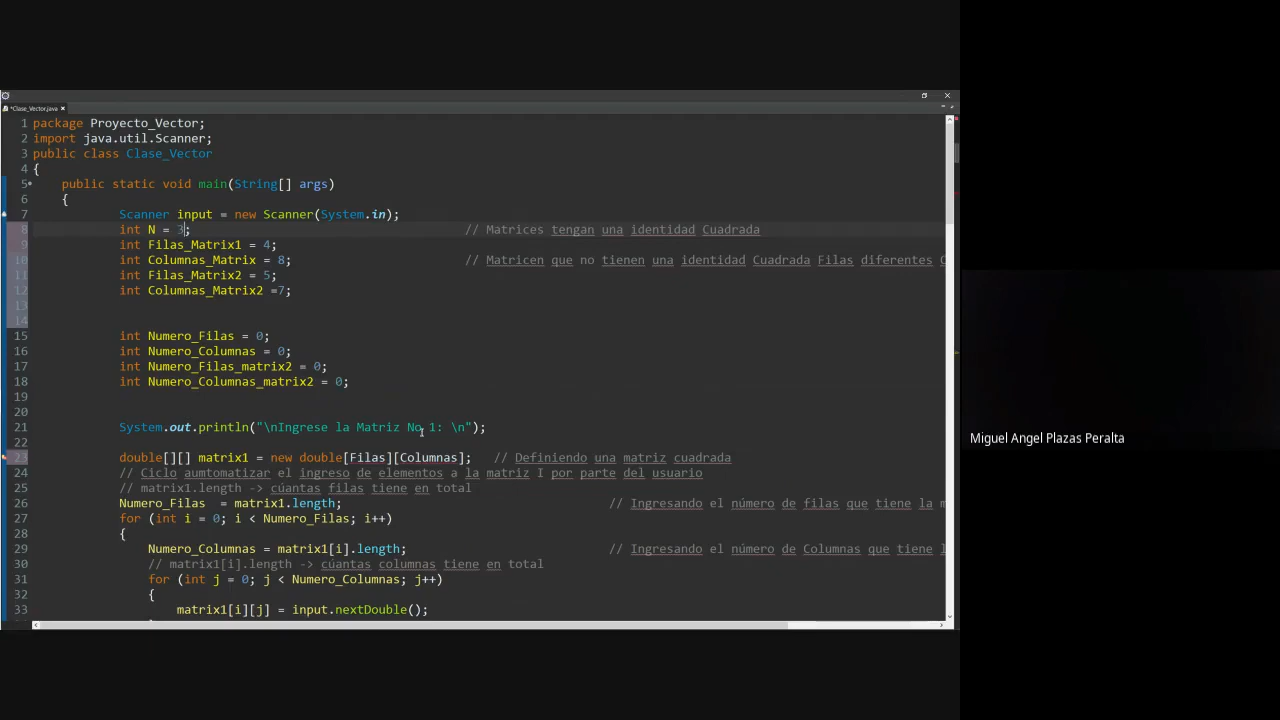 *Clase_Vector.java
1 package Proyecto_Vector;
2 import java.util.Scanner;
3 public class Clase_Vector
4 {
5 public static void main(String[] args)
6 {
7 Scanner input = new Scanner(System.in);
8 int N = 3; // Matrices tengan una identidad Cuadrada
9 int Filas_Matrix1 = 4;
10 int Columnas_Matrix = 8; // Matricen que no tienen una identidad Cuadrada Filas diferentes
11 int Filas_Matrix2 = 5;
12 int Columnas_Matrix2 =7;
13
14
15 int Numero_Filas = 0;
16 int Numero_Columnas = 0;
17 int Numero_Filas_matrix2 = 0;
18 int Numero_Columnas_matrix2 = 0;
19
20
21 System.out.println("\nIngrese la Matriz No 1: \n");
22
23 double[][] matrix1 = new double[Filas][Columnas]; // Definiendo una matriz cuadrada
24 // Ciclo aumtomatizar el ingreso de elementos a la matriz I por parte del usuario
25 // matrix1.length -> cúantas filas tiene en total
26 Numero_Filas = matrix1.length; // Ingresando el número de filas que tiene la m
27 for (int i = 0; i < Numero_Filas; i++)
28 {
29 Numero_Columnas = matrix1[i].length; // Ingresando el número de Columnas que tiene l
30 // matrix1[i].length -> cúantas columnas tiene en total
31 for (int j = 0; j < Numero_Columnas; j++)
32 {
33 matrix1[i][j] = input.nextDouble();
Miguel Angel Plazas Peralta